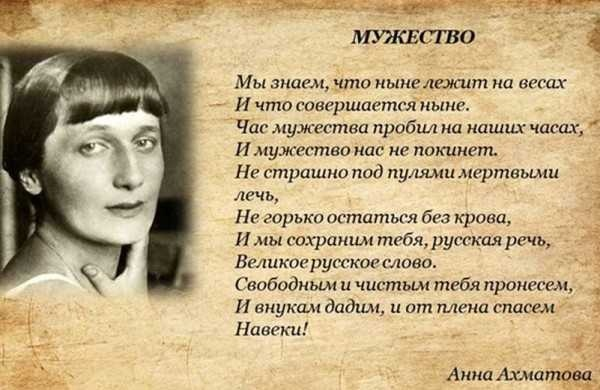 МУЖЕСТВО
Мы знаем, что ныне лежит на весах
И что совершается ныне.
Час мужества пробил на наших часах,
И мужество нас не покинет.
Не страшно под пулями мертвыми
лечь,
Не горько остаться без крова,
И мы сохраним тебя, русская речь,
Великое русское слово.
Свободным и чистым тебя пронесем,
И внукам дадим, и от плена спасем
Навеки!
Анна Ахматова